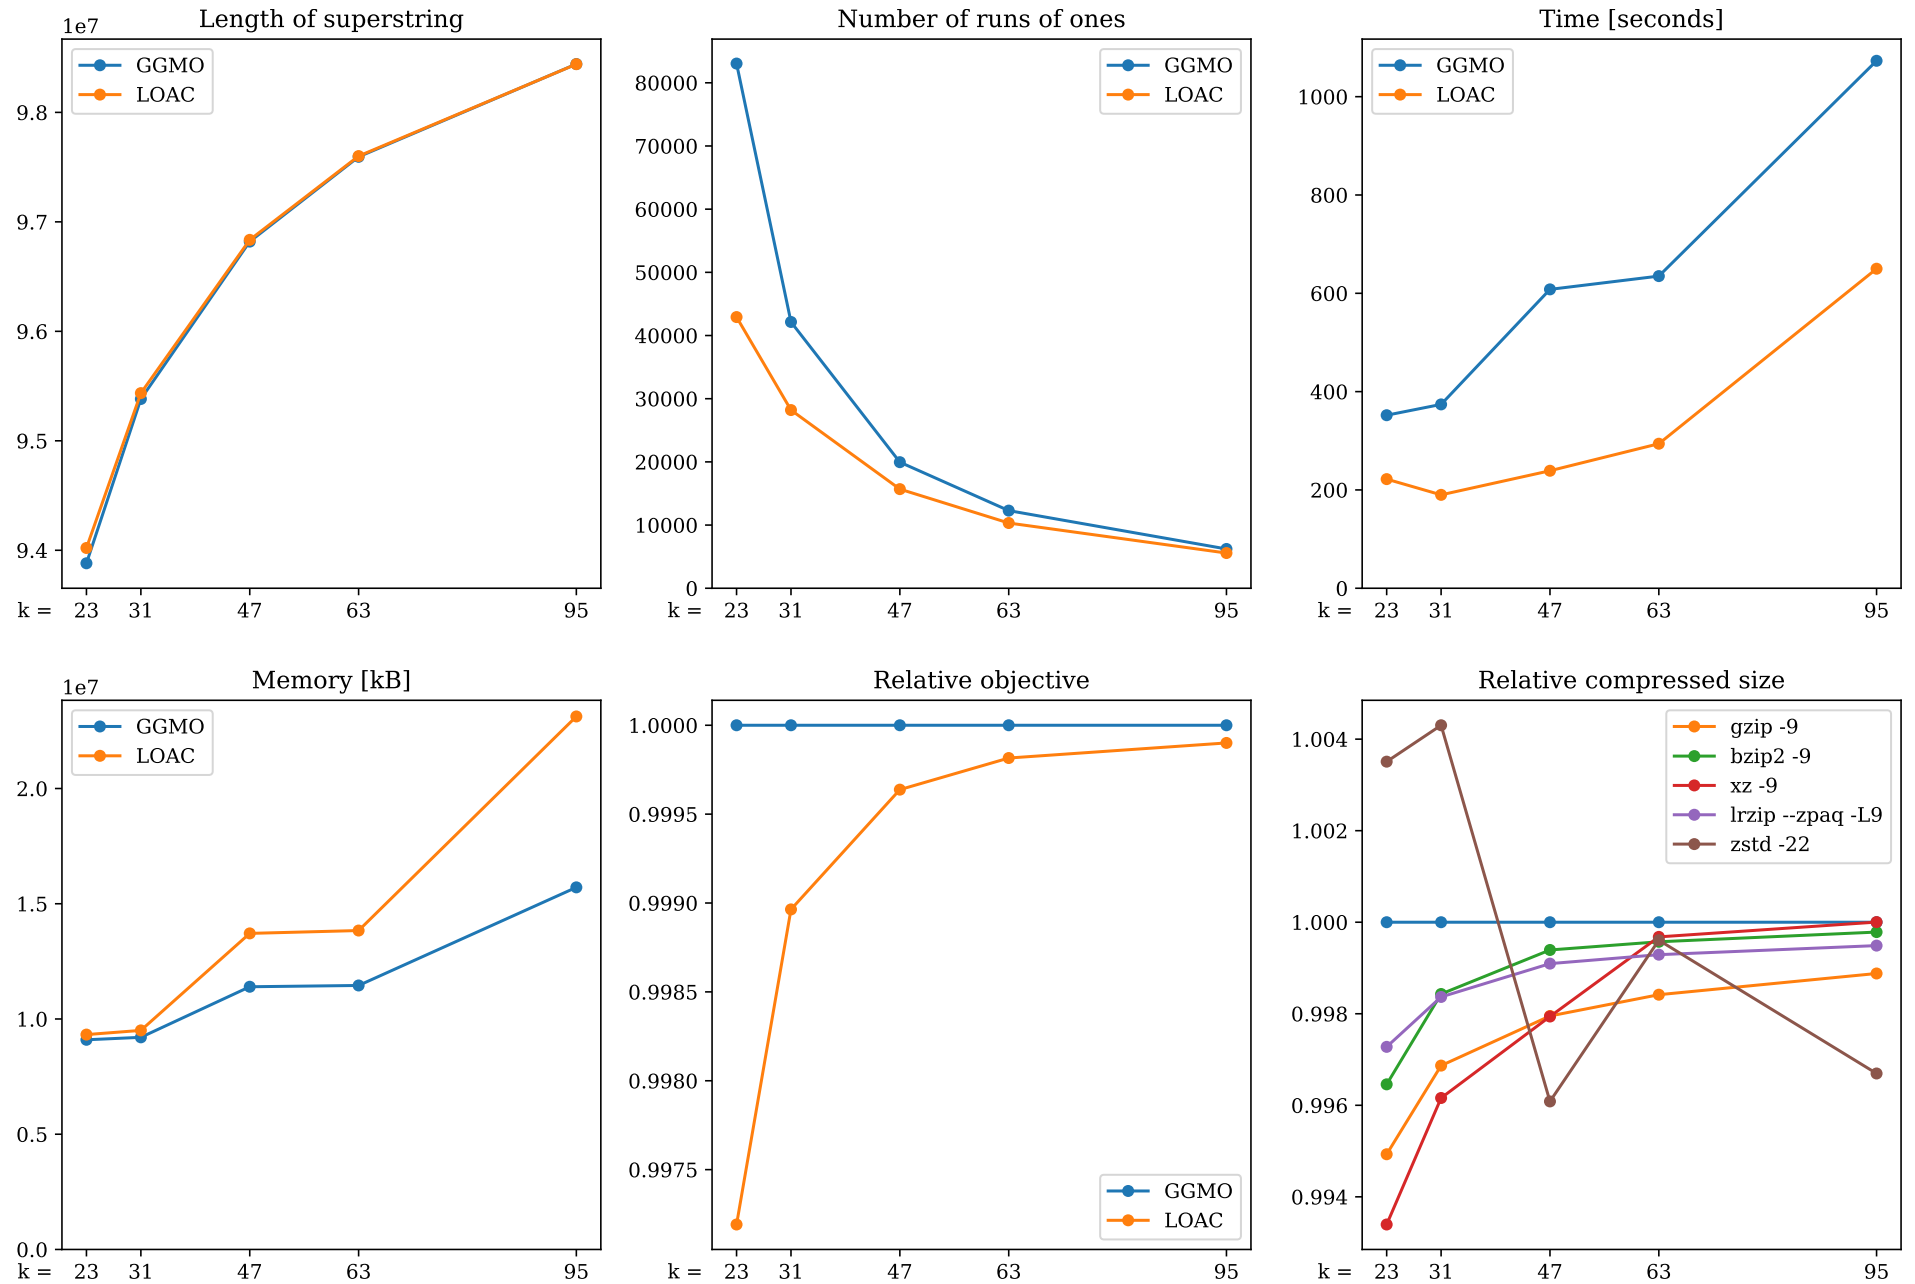 Length of superstring
1e7
GGMO
LOAC
9.8
9.7
9.6
9.5
9.4
k = 23 31 47 63 95
Number of runs of ones
GGMO
LOAC
80000
70000
60000
50000
40000
30000
20000
10000
0
k = 23 31 47 63 95
Time [seconds]
GGMO
LOAC
1000
800
600
400
200
0
k = 23 31 47 63 95
Memory [kB]
1e7
GGMO
LOAC
2.0
1.5
1.0
0.5
0.0
k = 23 31 47 63 95
Relative objective
1.0000
0.9995
0.9990
0.9985
0.9980
0.9975
GGMO
LOAC
k = 23 31 47 63 95
Relative compressed size
gzip -9
bzip2 -9
xz -9
lrzip --zpaq -L9
zstd -22
1.004
1.002
1.000
0.998
0.996
0.994
k = 23 31 47 63 95